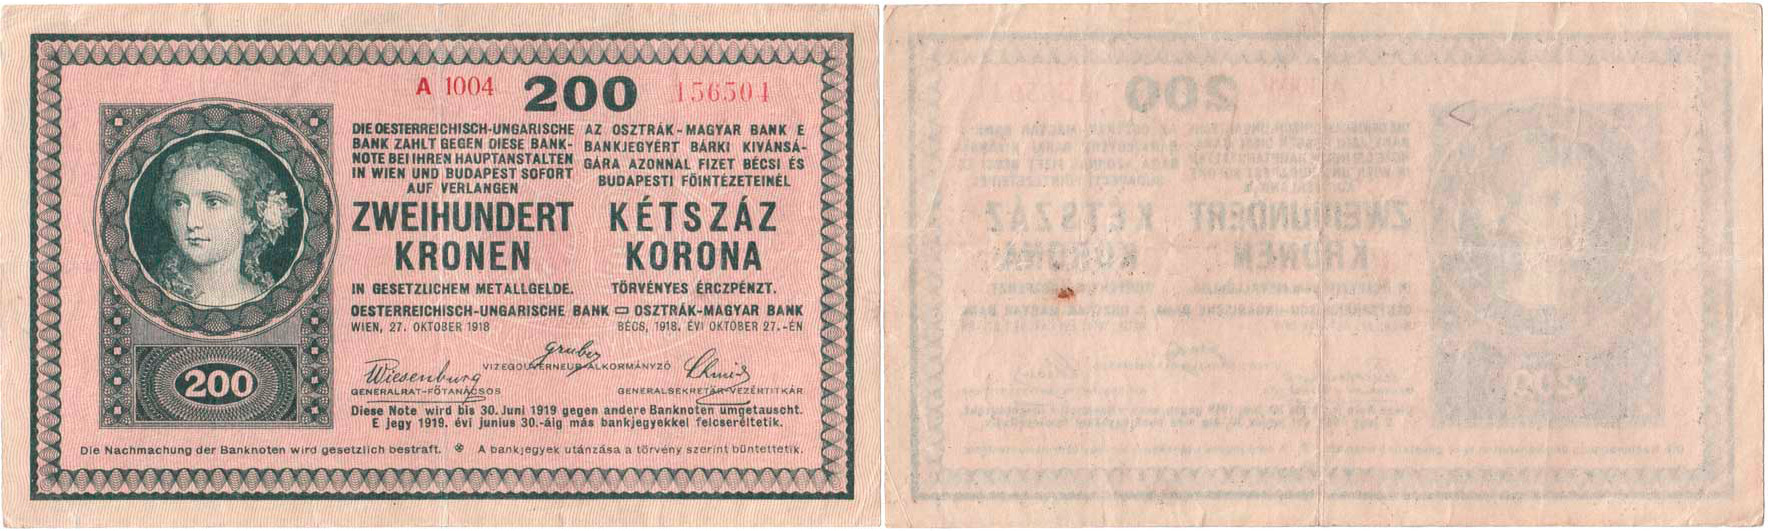 A 1004 200 156504
DIE OESTERREICHISCH-UNGARISCHE
BANK ZAHLT GEGEN DIESE BANK-
NOTE BEI IHREN HAUPTANSTALTEN
IN WIEN UND BUDAPEST SOFORT
AUF VERLANGEN
ZWEIHUNDERT
KRONEN
IN GESETZLICHEM METALLGELDE.
AZ OSZTRÁK-MAGYAR BANK E
BANKJEGYÉRT BÁRKI KIVÁNSÁ-
GÁRA AZONNAL FIZET BÉCSI ÉS
BUDAPESTI FŐINTÉZETEINÉL
KÉTSZÁZ
KORONA
TÖRVÉNYES ÉRCZPÉNZT.
OESTERREICHISCH-UNGARISCHE BANK OSZTRÁK-MAGYAR BANK
WIEN, 27. OKTOBER 1918
BÉCS, 1918. ÉVI OKTOBER 27.-ÉN
Gruber
VIZEGOUVERNEUR-ALKORMÁNYZÓ
Wiesenburg
GENERALRAT-FŐTANÁCSOS
Schmid
GENERALSEKRETÄR-VEZÉRTITKÁR
200
Diese Note wird bis 30. Juni 1919 gegen andere Banknoten umgetauscht.
E jegy 1919. évi junius 30.-áig más bankjegyekkel felcseréltetik.
Die Nachmachung der Banknoten wird gesetzlich bestraft. A bankjegyek utánzása a törvény szerint büntettetik.